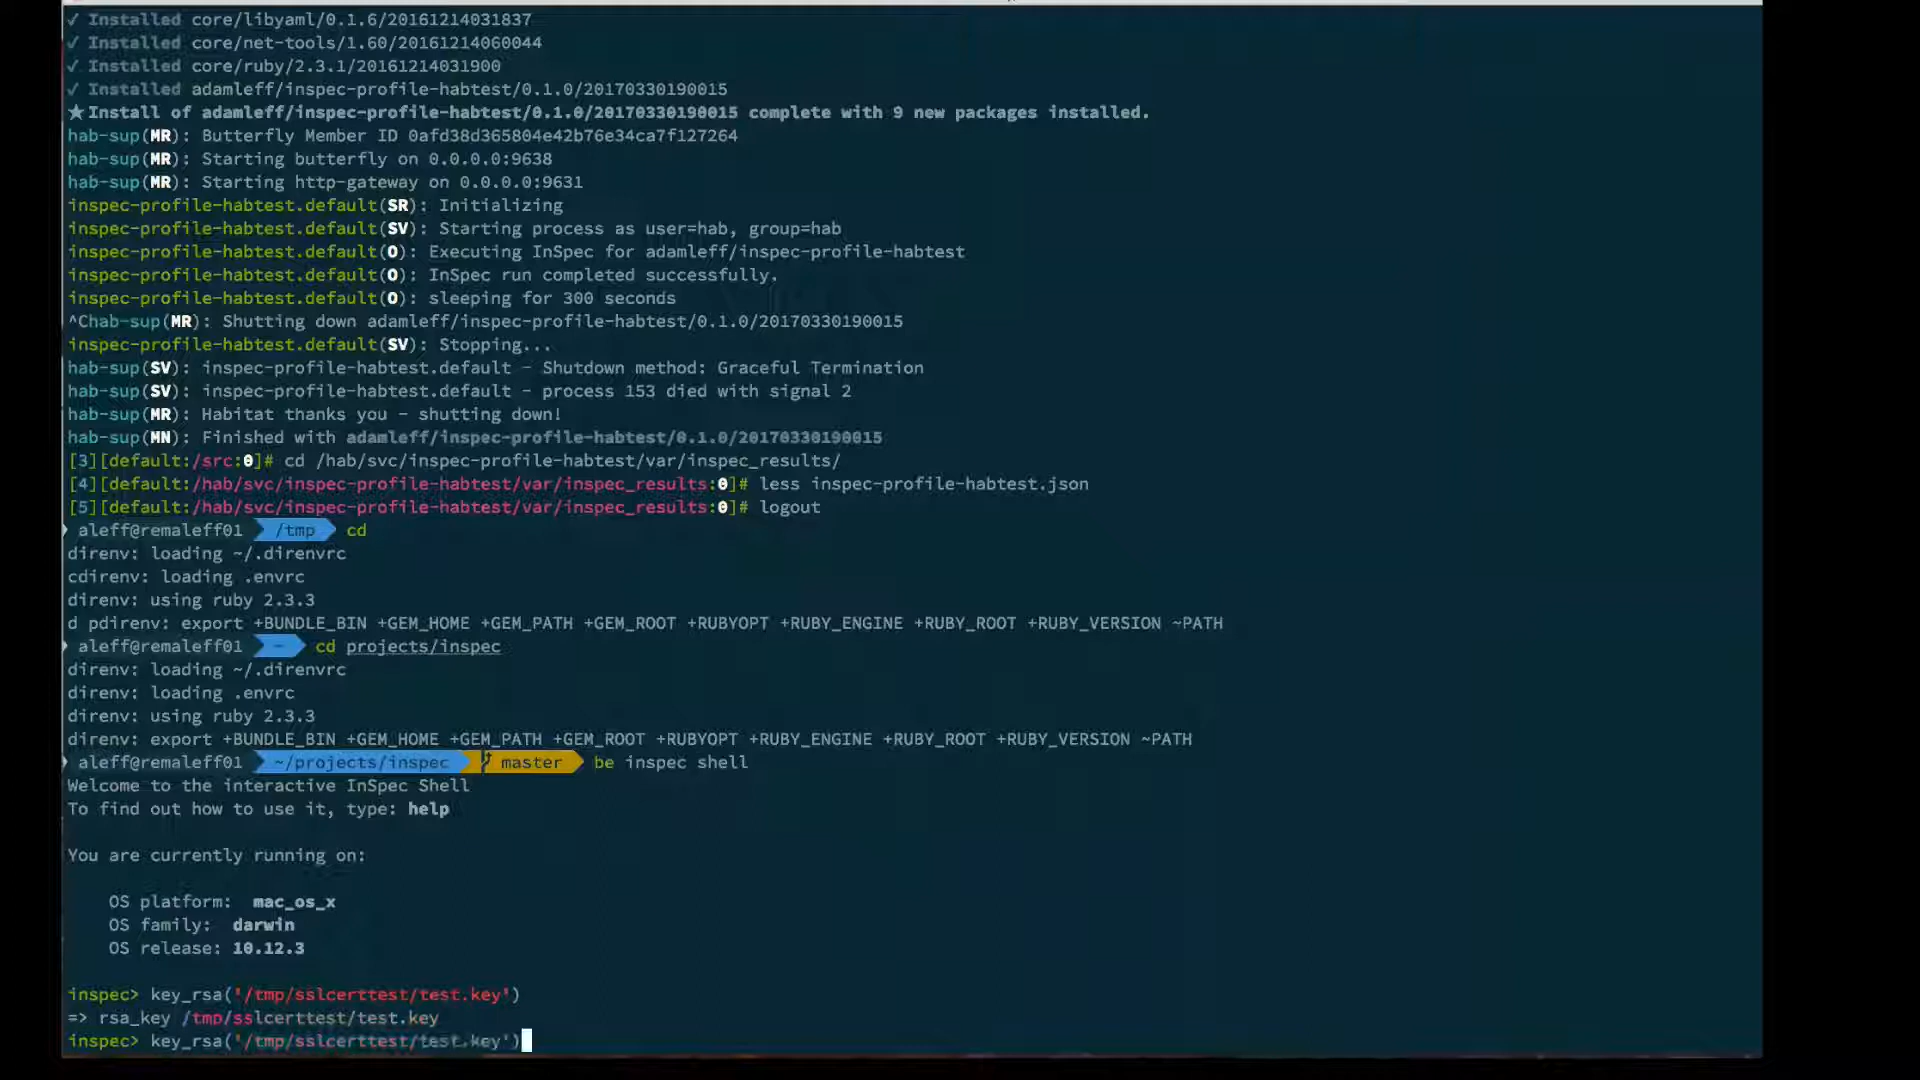 ✓ Installed core/libyaml/0.1.6/20161214031837
✓ Installed core/net-tools/1.60/20161214060044
✓ Installed core/ruby/2.3.1/20161214031900
✓ Installed adamleff/inspec-profile-habtest/0.1.0/20170330190015
★ Install of adamleff/inspec-profile-habtest/0.1.0/20170330190015 complete with 9 new packages installed.
hab-sup(MR): Butterfly Member ID 0afd38d365804e42b76e34ca7f127264
hab-sup(MR): Starting butterfly on 0.0.0.0:9638
hab-sup(MR): Starting http-gateway on 0.0.0.0:9631
inspec-profile-habtest.default(SR): Initializing
inspec-profile-habtest.default(SV): Starting process as user=hab, group=hab
inspec-profile-habtest.default(O): Executing InSpec for adamleff/inspec-profile-habtest
inspec-profile-habtest.default(O): InSpec run completed successfully.
inspec-profile-habtest.default(O): sleeping for 300 seconds
^Chab-sup(MR): Shutting down adamleff/inspec-profile-habtest/0.1.0/20170330190015
inspec-profile-habtest.default(SV): Stopping...
hab-sup(SV): inspec-profile-habtest.default - Shutdown method: Graceful Termination
hab-sup(SV): inspec-profile-habtest.default - process 153 died with signal 2
hab-sup(MR): Habitat thanks you - shutting down!
hab-sup(MN): Finished with adamleff/inspec-profile-habtest/0.1.0/20170330190015
[3][default:/src:0]# cd /hab/svc/inspec-profile-habtest/var/inspec_results/
[4][default:/hab/svc/inspec-profile-habtest/var/inspec_results:0]# less inspec-profile-habtest.json
[5][default:/hab/svc/inspec-profile-habtest/var/inspec_results:0]# logout
aleff@remaleff01 /tmp cd
direnv: loading ~/.direnvrc
cdirenv: loading .envrc
direnv: using ruby 2.3.3
d pdirenv: export +BUNDLE_BIN +GEM_HOME +GEM_PATH +GEM_ROOT +RUBYOPT +RUBY_ENGINE +RUBY_ROOT +RUBY_VERSION ~PATH
aleff@remaleff01 ~ cd projects/inspec
direnv: loading ~/.direnvrc
direnv: loading .envrc
direnv: using ruby 2.3.3
direnv: export +BUNDLE_BIN +GEM_HOME +GEM_PATH +GEM_ROOT +RUBYOPT +RUBY_ENGINE +RUBY_ROOT +RUBY_VERSION ~PATH
aleff@remaleff01 ~/projects/inspec master be inspec shell
Welcome to the interactive InSpec Shell
To find out how to use it, type: help
You are currently running on:
OS platform: mac_os_x
OS family: darwin
OS release: 10.12.3
inspec> key_rsa('/tmp/sslcerttest/test.key')
=> rsa_key /tmp/sslcerttest/test.key
inspec> key_rsa('/tmp/sslcerttest/test.key')